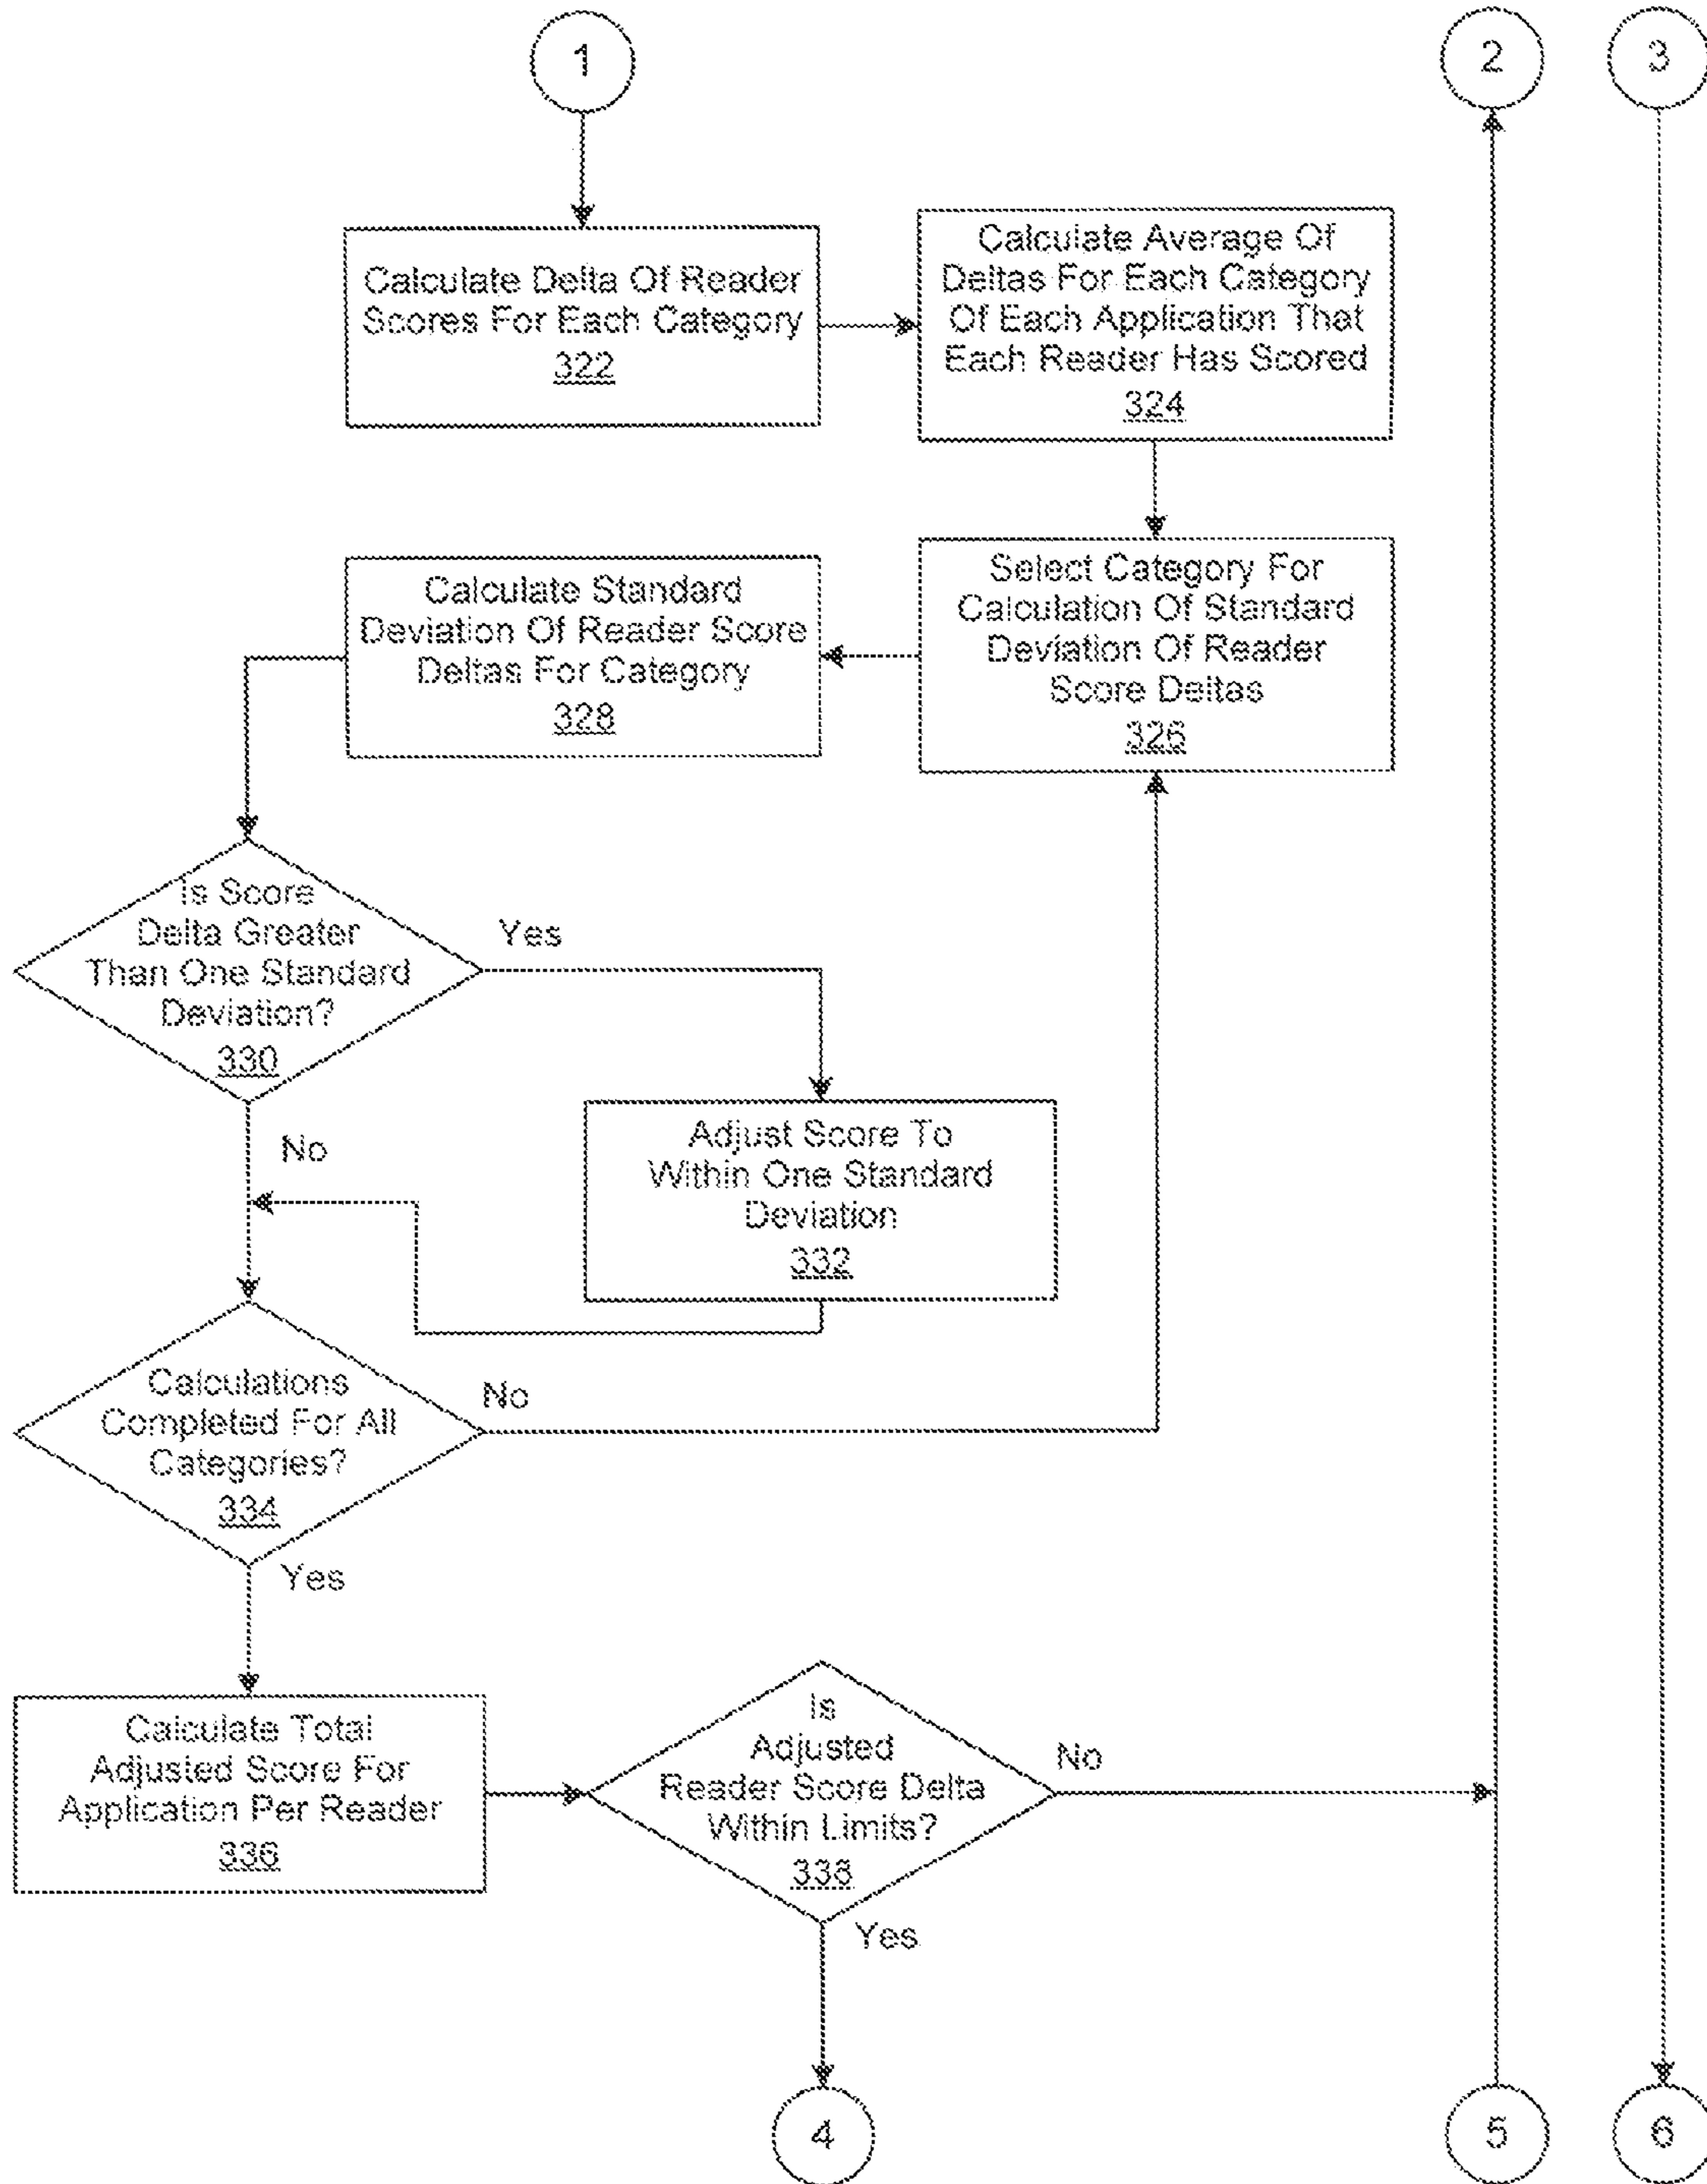 1
2
3
Calculate Delta Of Reader
Scores For Each Category
322
Calculate Average Of
Deltas For Each Category
Of Each Application That
Each Reader Has Scored
324
Calculate Standard
Deviation Of Reader Score
Deltas For Category
328
Select Category For
Calculation Of Standard
Deviation Of Reader
Score Deltas
326
Is Score
Delta Greater
Than One Standard
Deviation?
330
Yes
No
Adjust Score To
Within One Standard
Deviation
332
Calculations
Completed For All
Categories?
334
No
Yes
Calculate Total
Adjusted Score For
Application Per Reader
336
Is
Adjusted
Reader Score Delta
Within Limits?
338
No
Yes
4
5
6